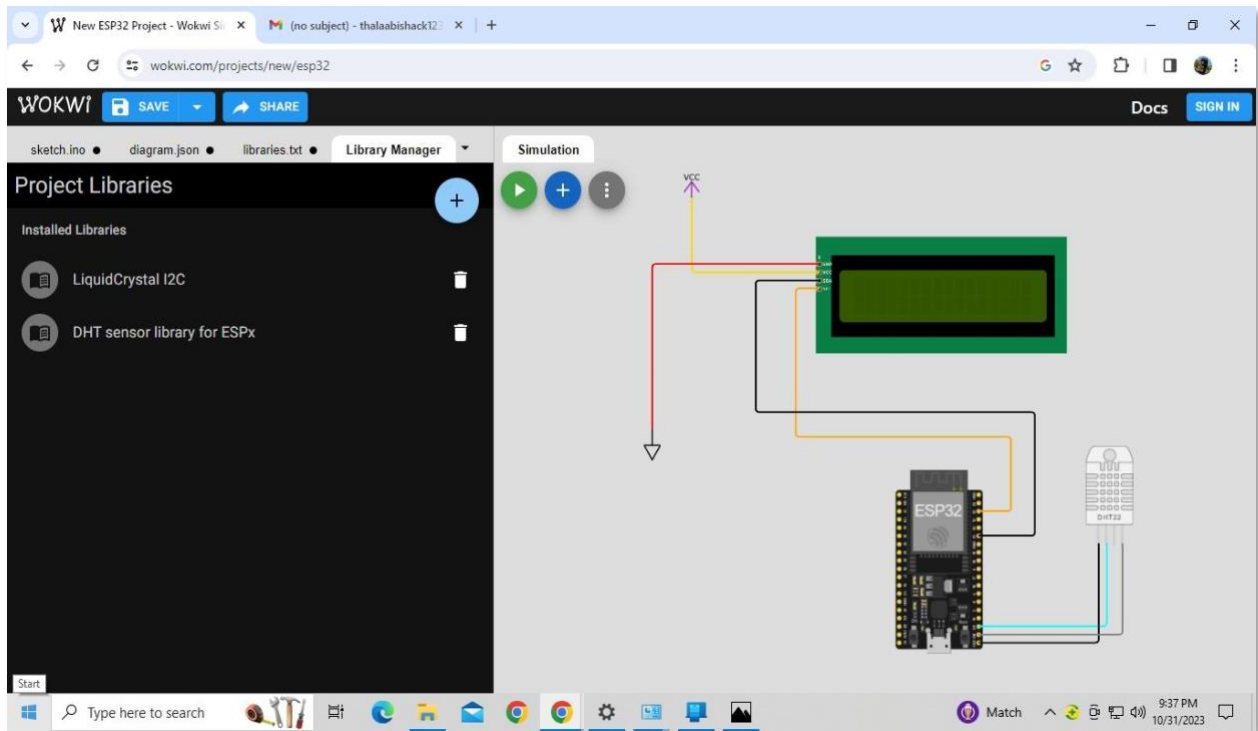 New ESP32 Project - Wokwi Si
(no subject) - thalaabishack123
wokwi.com/projects/new/esp32
WOKWI
SAVE
SHARE
Docs
SIGN IN
sketch.ino
diagram.json
libraries.txt
Library Manager
Simulation
Project Libraries
Installed Libraries
LiquidCrystal I2C
DHT sensor library for ESPx
VCC
ESP32
DHT22
Start
Type here to search
Match
9:37 PM
10/31/2023